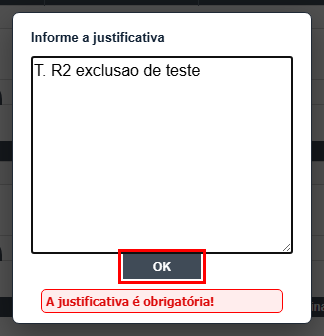 Informe a justificativa
T. R2 exclusao de teste
OK
A justificativa é obrigatória!